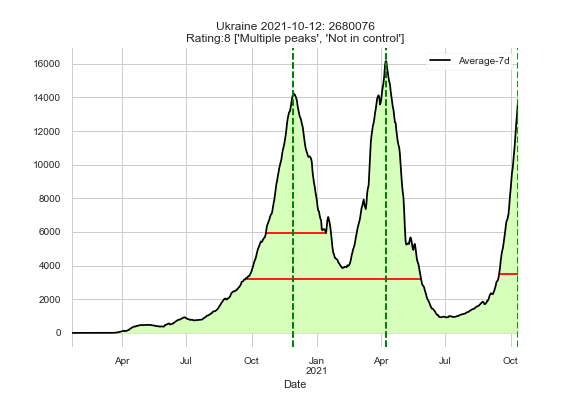 Ukraine 2021-10-12: 2680076
Rating:8 ['Multiple peaks', 'Not in control']
Average-7d
16000
14000
12000
10000
8000
6000
4000
2000
0
Apr Jul Oct Jan Apr Jul Oct
2021
Date